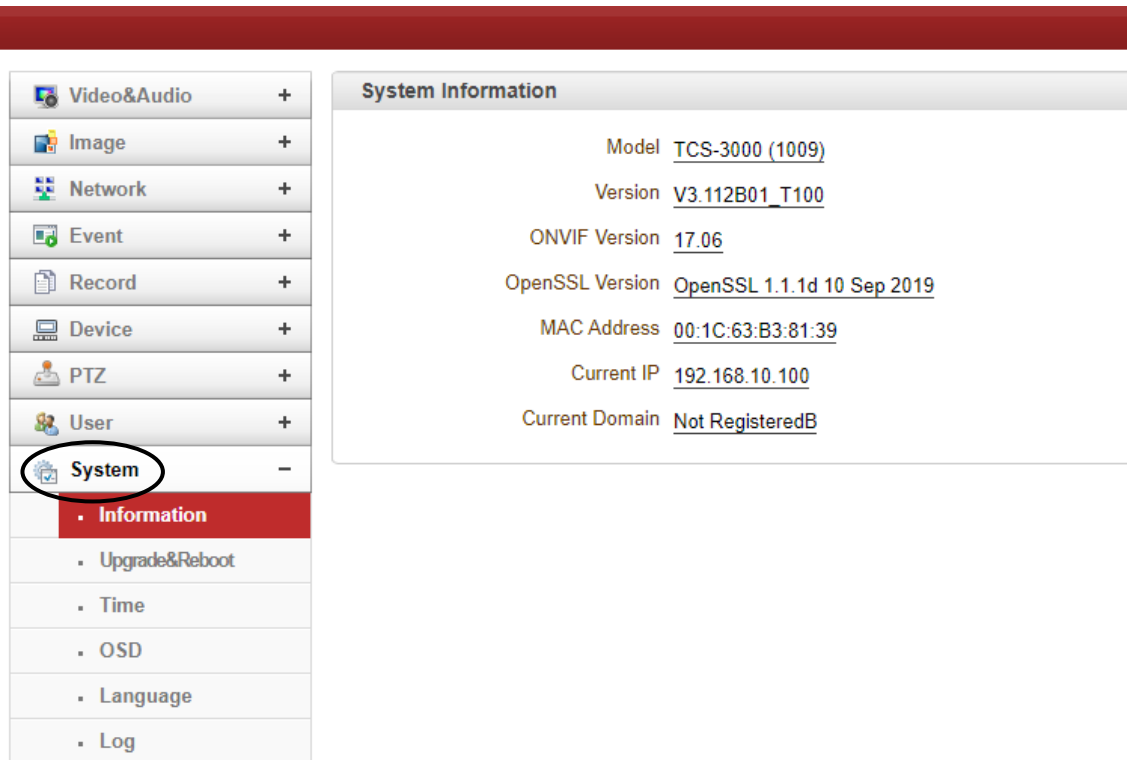 Video&Audio +
Image +
Network +
Event +
Record +
Device +
PTZ +
User +
System −
Information
Upgrade&Reboot
Time
OSD
Language
Log
System Information
Model TCS-3000 (1009)
Version V3.112B01_T100
ONVIF Version 17.06
OpenSSL Version OpenSSL 1.1.1d 10 Sep 2019
MAC Address 00:1C:63:B3:81:39
Current IP 192.168.10.100
Current Domain Not RegisteredB